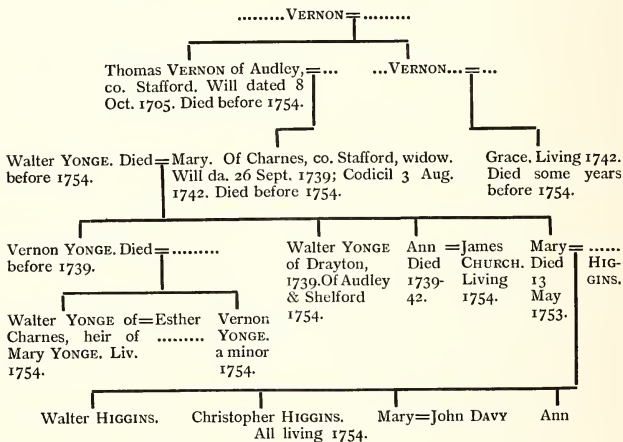 .......... VERNON = ..........
Thomas VERNON of Audley, = ...
co. Stafford. Will dated 8
Oct. 1705. Died before 1754.
...VERNON... = ...
Walter YONGE. Died
before 1754.
= Mary. Of Charnes, co. Stafford, widow.
Will da. 26 Sept. 1739; Codicil 3 Aug.
1742. Died before 1754.
Grace. Living 1742.
Died some years
before 1754.
Vernon YONGE. Died = ..........
before 1739.
Walter YONGE
of Drayton,
1739. Of Audley
& Shelford
1754.
Ann
Died
1739-
42.
= James
CHURCH.
Living
1754.
Mary
Died
13
May
1753.
= ......
HIG-
GINS.
Walter YONGE of
Charnes, heir of
Mary YONGE. Liv.
1754.
= Esther
..........
Vernon
YONGE.
a minor
1754.
Walter HIGGINS.
Christopher HIGGINS.
Mary = John DAVY
Ann
All living 1754.